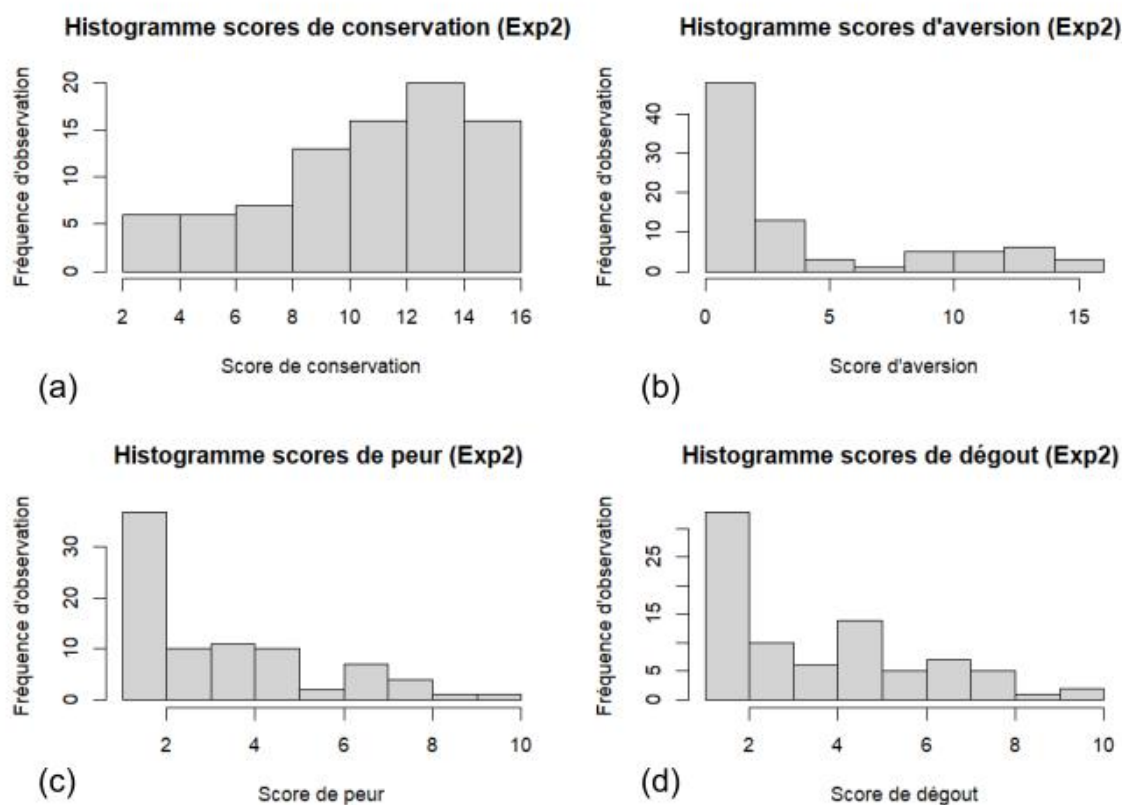 Histogramme scores de conservation (Exp2)
Fréquence d'observation
0 5 10 15 20
2 4 6 8 10 12 14 16
Score de conservation
(a)
Histogramme scores d'aversion (Exp2)
Fréquence d'observation
0 10 20 30 40
0 5 10 15
Score d'aversion
(b)
Histogramme scores de peur (Exp2)
Fréquence d'observation
0 10 20 30
2 4 6 8 10
Score de peur
(c)
Histogramme scores de dégout (Exp2)
Fréquence d'observation
0 5 15 25
2 4 6 8 10
Score de dégout
(d)